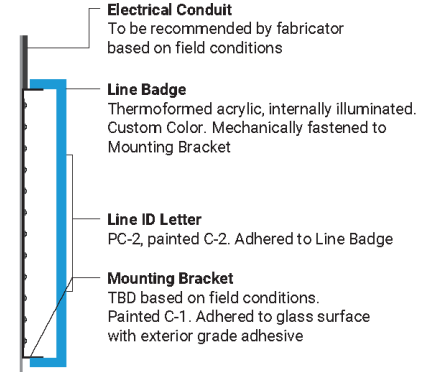 Electrical Conduit
To be recommended by fabricator
based on field conditions
Line Badge
Thermoformed acrylic, internally illuminated.
Custom Color. Mechanically fastened to
Mounting Bracket
Line ID Letter
PC-2, painted C-2. Adhered to Line Badge
Mounting Bracket
TBD based on field conditions.
Painted C-1. Adhered to glass surface
with exterior grade adhesive